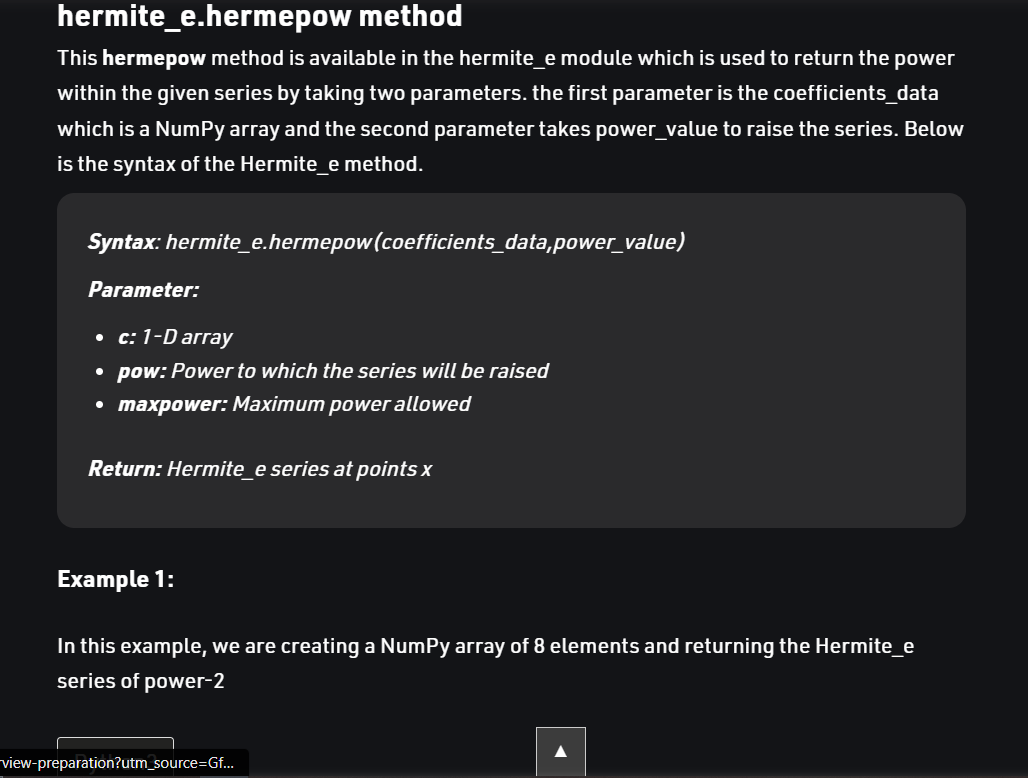 hermite_e.hermepow method
This hermepow method is available in the hermite_e module which is used to return the power
within the given series by taking two parameters. the first parameter is the coefficients_data
which is a NumPy array and the second parameter takes power_value to raise the series. Below
is the syntax of the Hermite_e method.
Syntax: hermite_e.hermepow(coefficients_data,power_value)
Parameter:
c: 1-D array
pow: Power to which the series will be raised
maxpower: Maximum power allowed
Return: Hermite_e series at points x
Example 1:
In this example, we are creating a NumPy array of 8 elements and returning the Hermite_e
series of power-2
rview-preparation?utm_source=Gf...